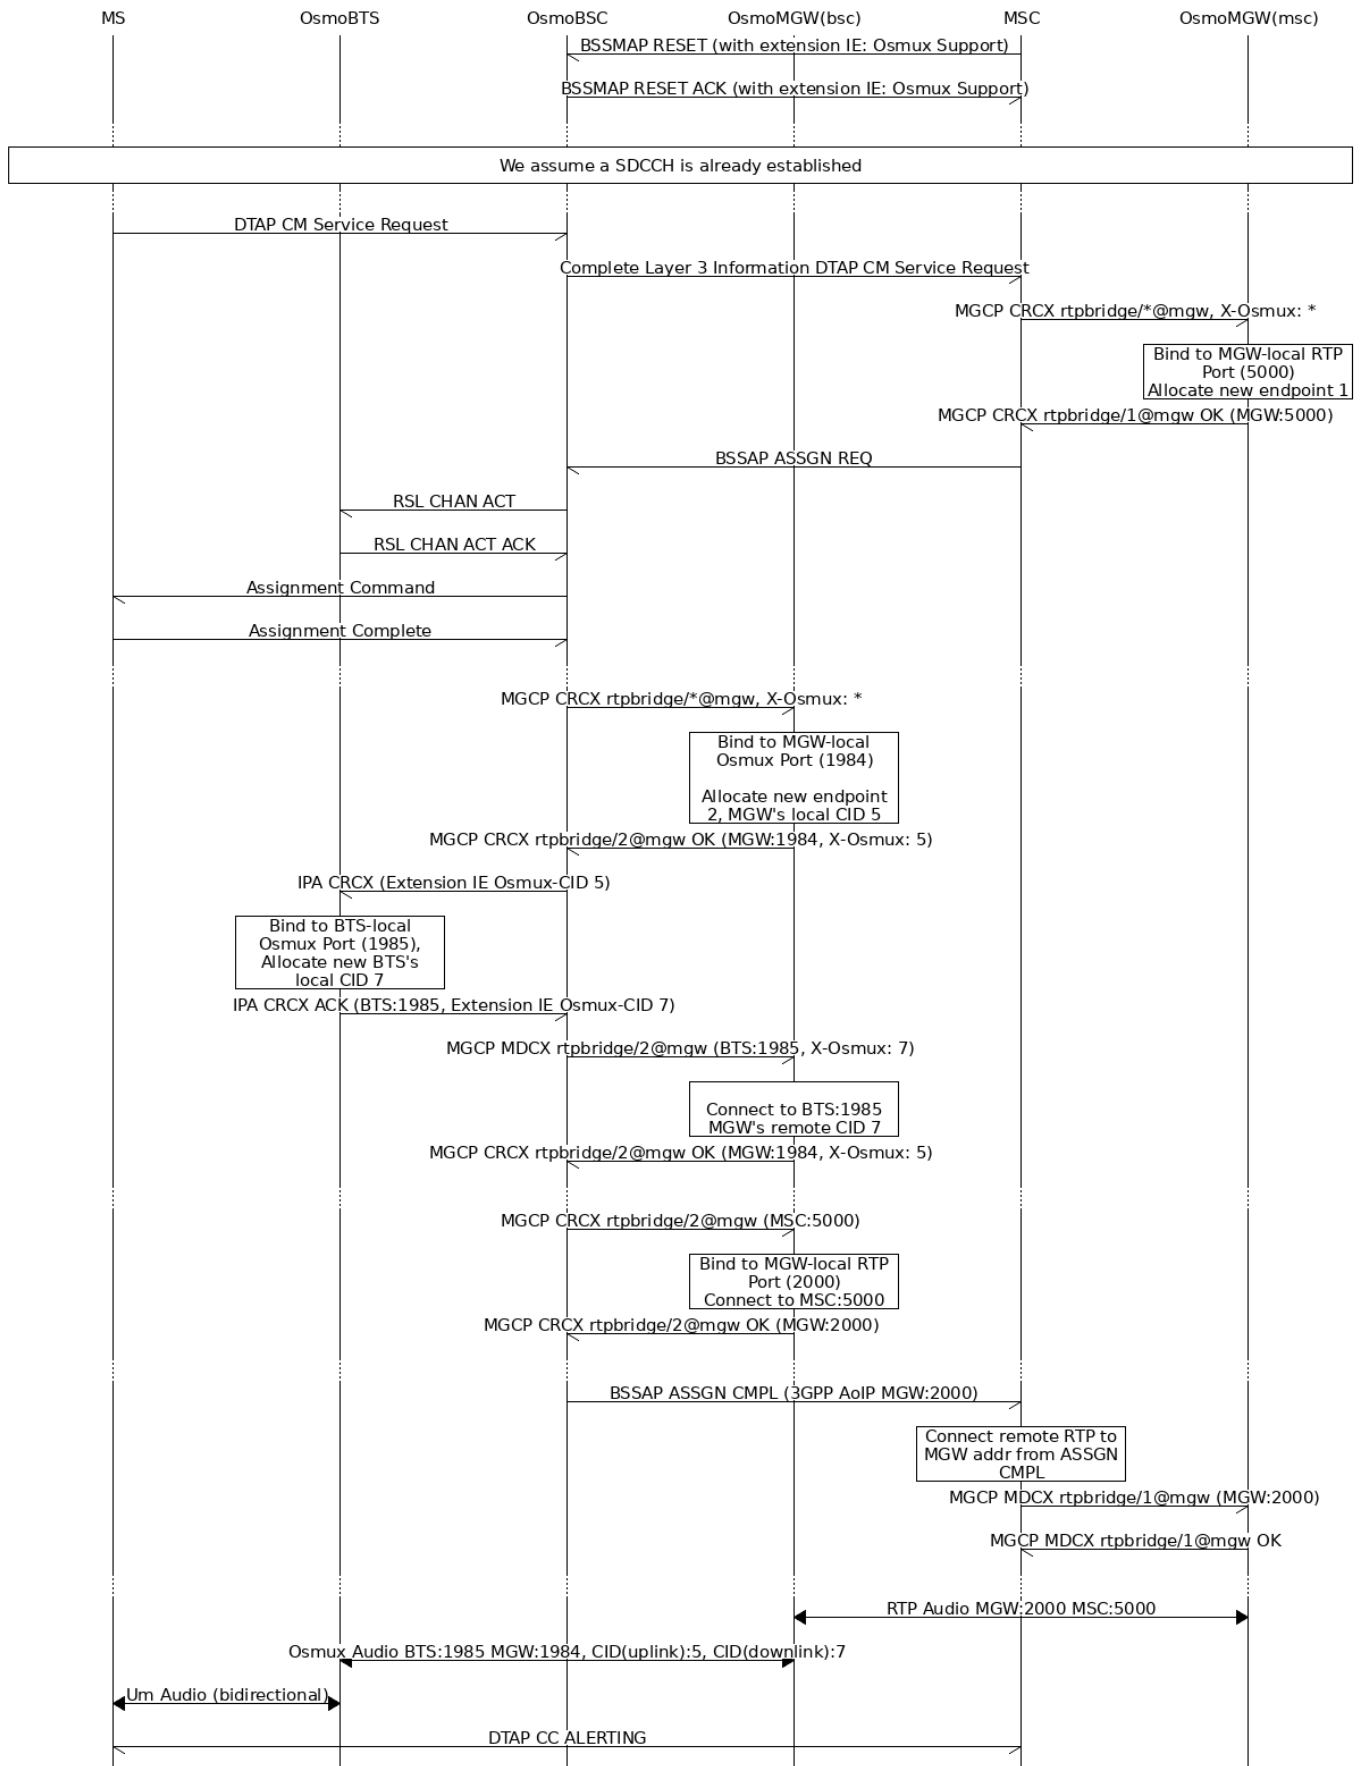 MS OsmoBTS OsmoBSC OsmoMGW(bsc) MSC OsmoMGW(msc)
BSSMAP RESET (with extension IE: Osmux Support)
BSSMAP RESET ACK (with extension IE: Osmux Support)
We assume a SDCCH is already established
DTAP CM Service Request
Complete Layer 3 Information DTAP CM Service Request
MGCP CRCX rtpbridge/*@mgw, X-Osmux: *
Bind to MGW-local RTP
Port (5000)
Allocate new endpoint 1
MGCP CRCX rtpbridge/1@mgw OK (MGW:5000)
BSSAP ASSGN REQ
RSL CHAN ACT
RSL CHAN ACT ACK
Assignment Command
Assignment Complete
MGCP CRCX rtpbridge/*@mgw, X-Osmux: *
Bind to MGW-local
Osmux Port (1984)
Allocate new endpoint
2, MGW's local CID 5
MGCP CRCX rtpbridge/2@mgw OK (MGW:1984, X-Osmux: 5)
IPA CRCX (Extension IE Osmux-CID 5)
Bind to BTS-local
Osmux Port (1985),
Allocate new BTS's
local CID 7
IPA CRCX ACK (BTS:1985, Extension IE Osmux-CID 7)
MGCP MDCX rtpbridge/2@mgw (BTS:1985, X-Osmux: 7)
Connect to BTS:1985
MGW's remote CID 7
MGCP CRCX rtpbridge/2@mgw OK (MGW:1984, X-Osmux: 5)
MGCP CRCX rtpbridge/2@mgw (MSC:5000)
Bind to MGW-local RTP
Port (2000)
Connect to MSC:5000
MGCP CRCX rtpbridge/2@mgw OK (MGW:2000)
BSSAP ASSGN CMPL (3GPP AoIP MGW:2000)
Connect remote RTP to
MGW addr from ASSGN
CMPL
MGCP MDCX rtpbridge/1@mgw (MGW:2000)
MGCP MDCX rtpbridge/1@mgw OK
RTP Audio MGW:2000 MSC:5000
Osmux Audio BTS:1985 MGW:1984, CID(uplink):5, CID(downlink):7
Um Audio (bidirectional)
DTAP CC ALERTING